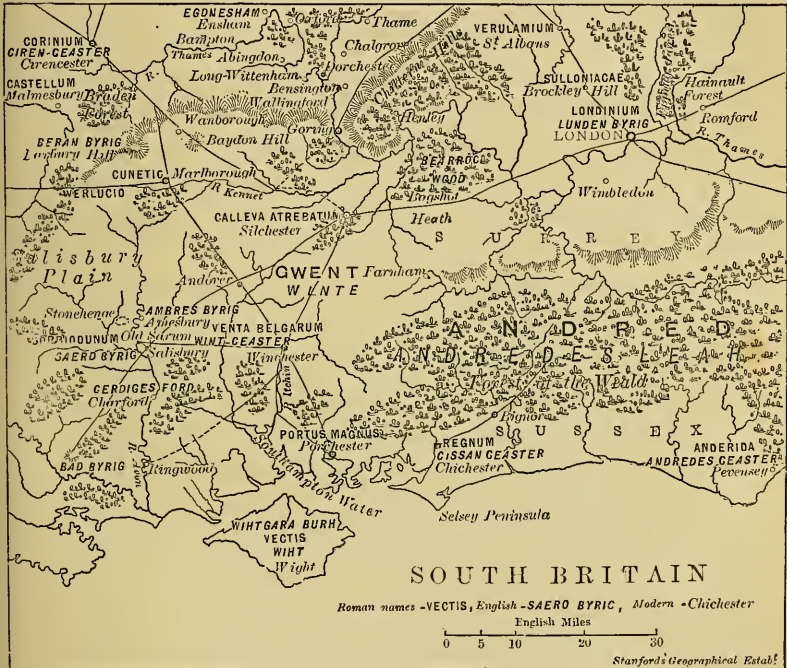 EGONESHAM
Ensham
Oxford
Thame
VERULAMIUM
St Albans
CORINIUM
CIREN-CEASTER
Cirencester
Bampton
Thames
Abingdon
Chalgrove
Dorchester
Long-Wittenham
Bensington
SULLONIACAE
Brockley Hill
Hainault
Forest
CASTELLUM
Malmesbury
Braden
Forest
R.
Wallingford
Wanborough
Goring
Henley
LONDINIUM
LUNDEN BYRIG
LONDON
Romford
R. Thames
BERAN BYRIG
Baydon Hill
CUNETIO
Marlborough
R Kennet
VERLUCIO
BEARROC
WOOD
Bagshot
Heath
Wimbledon
CALLEVA ATREBATUM
Silchester
SURREY
Salisbury
Plain
Andover
GWENT
WINTE
Farnham
Stonehenge
AMBRES BYRIG
Amesbury
VENTA BELGARUM
WINT-CEASTER
Winchester
Old Sarum
SAERO BYRIG
Salisbury
ANDRED
ANDREDES LEAH
Forest of the Weald
CERDIGES FORD
Charford
R. Itchin
Bignor
SUSSEX
PORTUS MAGNUS
Porchester
REGNUM
CISSAN CEASTER
Chichester
ANDERIDA
ANDREDES CEASTER
Pevensey
BAD BYRIG
R. Avon
Ringwood
Southampton Water
Selsey Peninsula
WIHTGARA BURH
VECTIS
WIHT
Wight
SOUTH BRITAIN
Roman names - VECTIS, English - SAERO BYRIC, Modern - Chichester
English Miles
0 5 10 20 30
Stanford's Geographical Estabt.